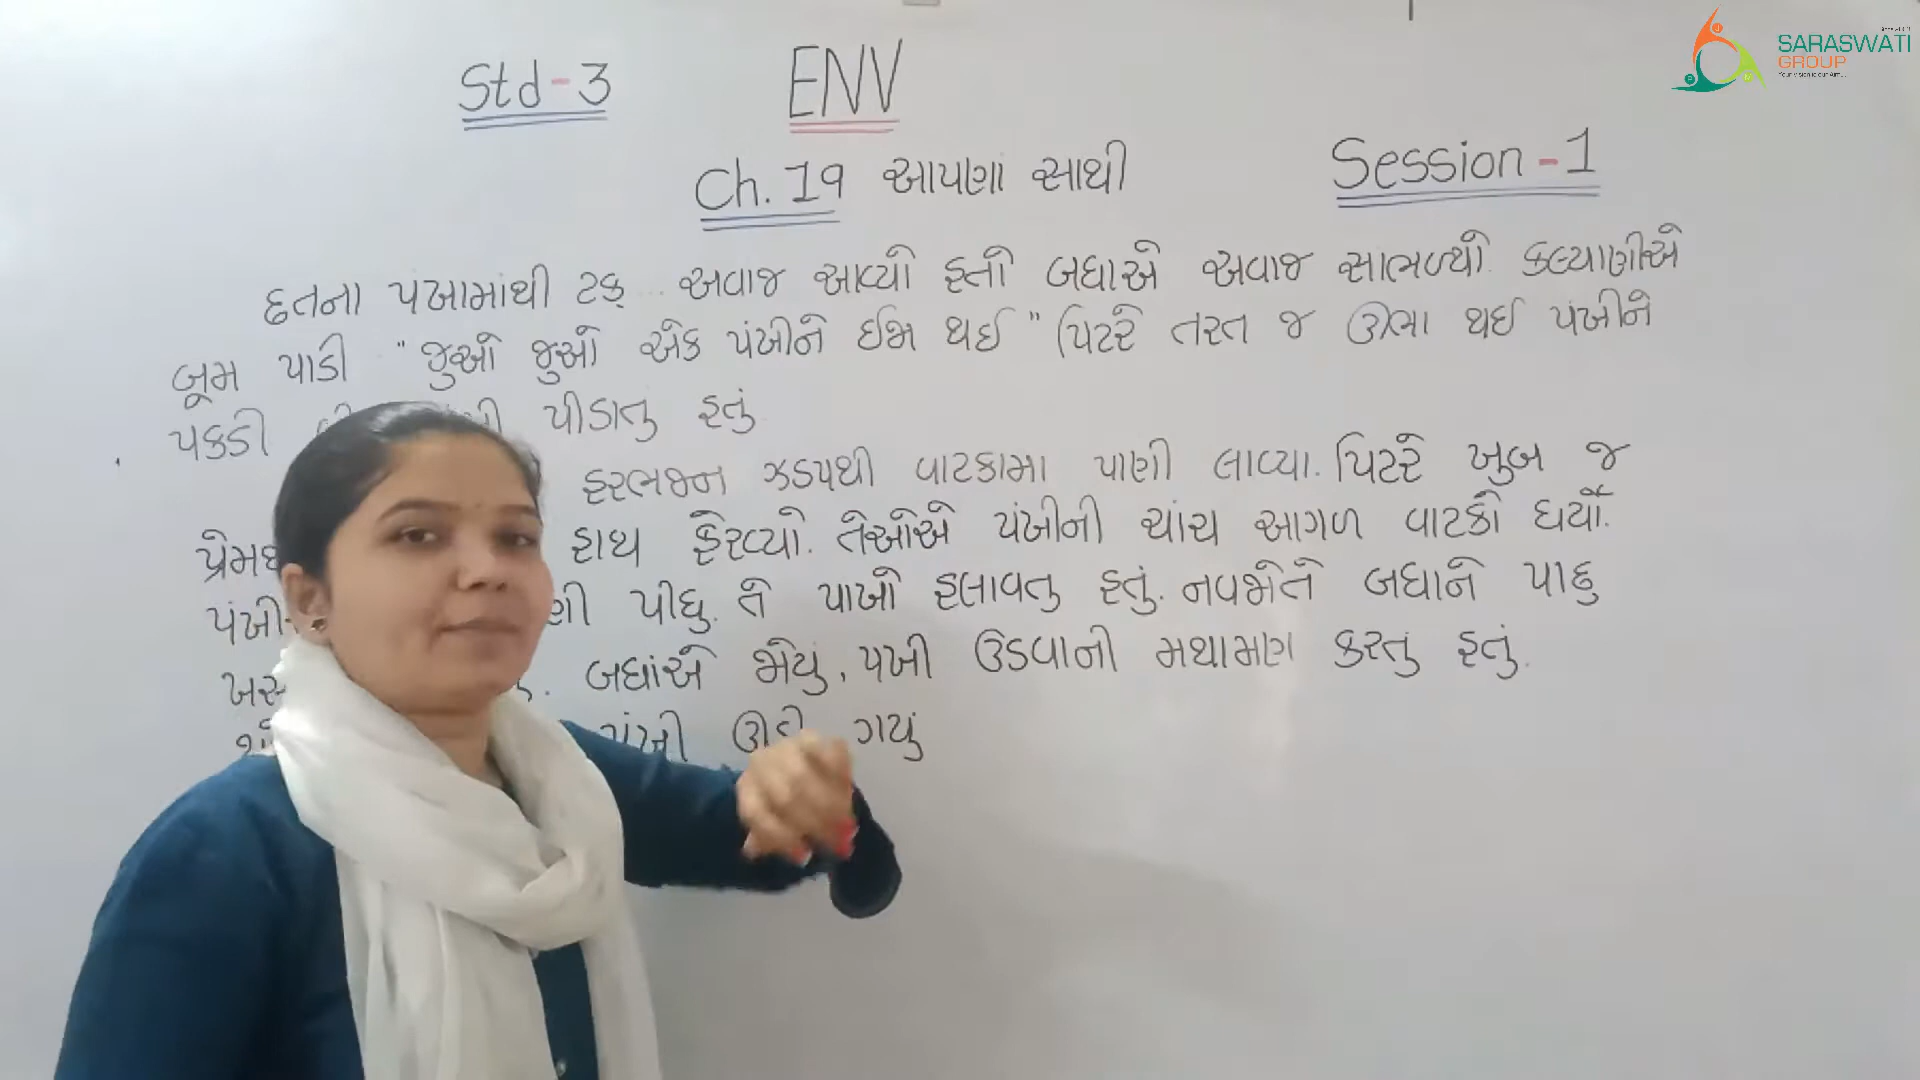 SARASWATI
GROUP
Std-3 ENV
Ch. 19 આપણાં સાથી Session-1
છતના પંખામાંથી ટક્ .. અવાજ આવ્યો હતો બધાએ અવાજ સાભળ્યો. કલ્યાણીએ
બૂમ પાડી "જુઓ જુઓ એક પંખીને ઈજા થઈ" પિટરે તરત જ ઊભા થઈ પંખીને
પકડી પીડાતુ હતું
હરભજન ઝડપથી વાટકામા પાણી લાવ્યા. પિટરે ખુબ જ
હાથ ફેરવ્યો. તેઓએ પંખીની ચાંચ આગળ વાટકો ધર્યો.
પીધુ. તે પાખો હલાવતુ હતું. નવજોતે બધાને પાછુ
બધાંએ જોયું, પખી ઉડવાની મથામણ કરતુ હતું.
પંખી ઊડી ગયું